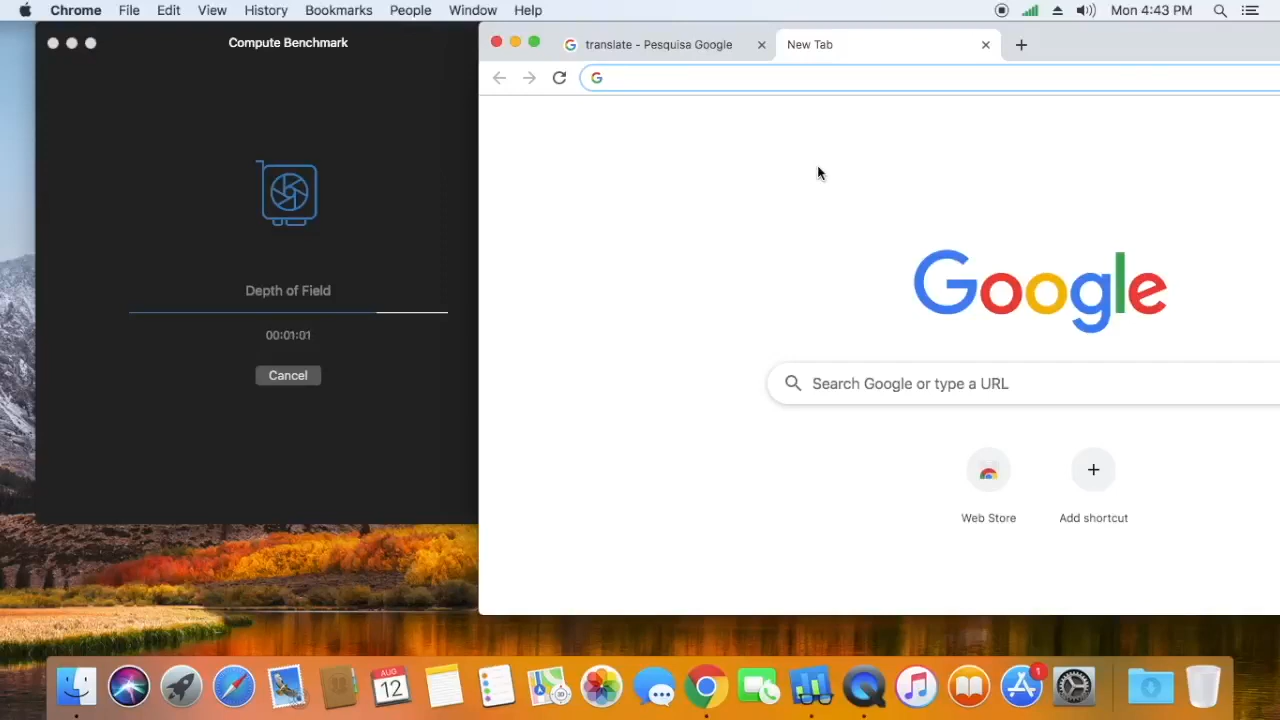 Chrome File Edit View History Bookmarks People Window Help Mon 4:43 PM
Compute Benchmark
translate - Pesquisa Google
New Tab
Depth of Field
00:01:01
Cancel
Google
Search Google or type a URL
Web Store
Add shortcut
AUG
12
1